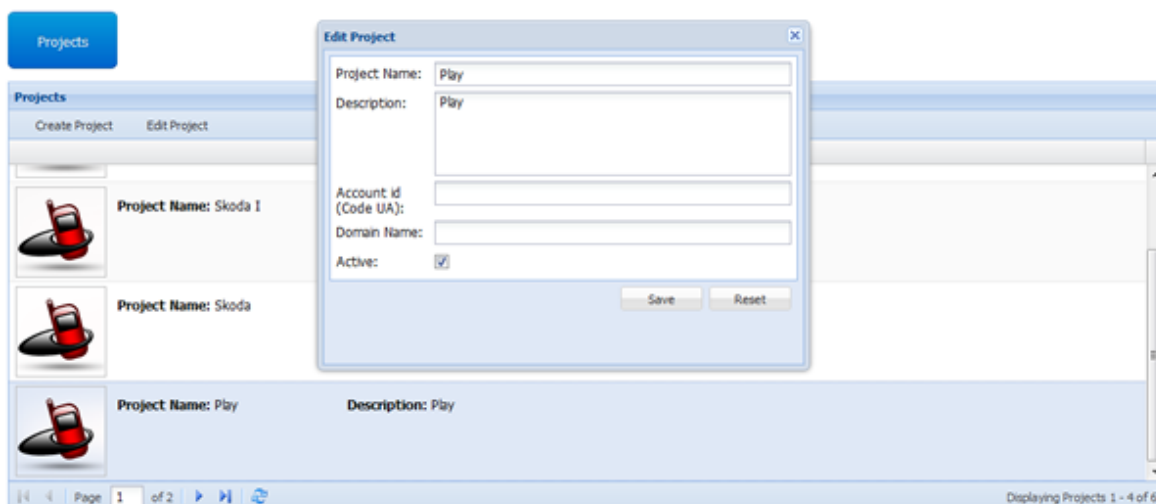 Projects
Projects
Create Project Edit Project
Project Name: Skoda I
Project Name: Skoda
Project Name: Play Description: Play
Page 1 of 2
Displaying Projects 1 - 4 of 6
Edit Project
Project Name: Play
Description: Play
Account id
(Code UA):
Domain Name:
Active:
Save Reset